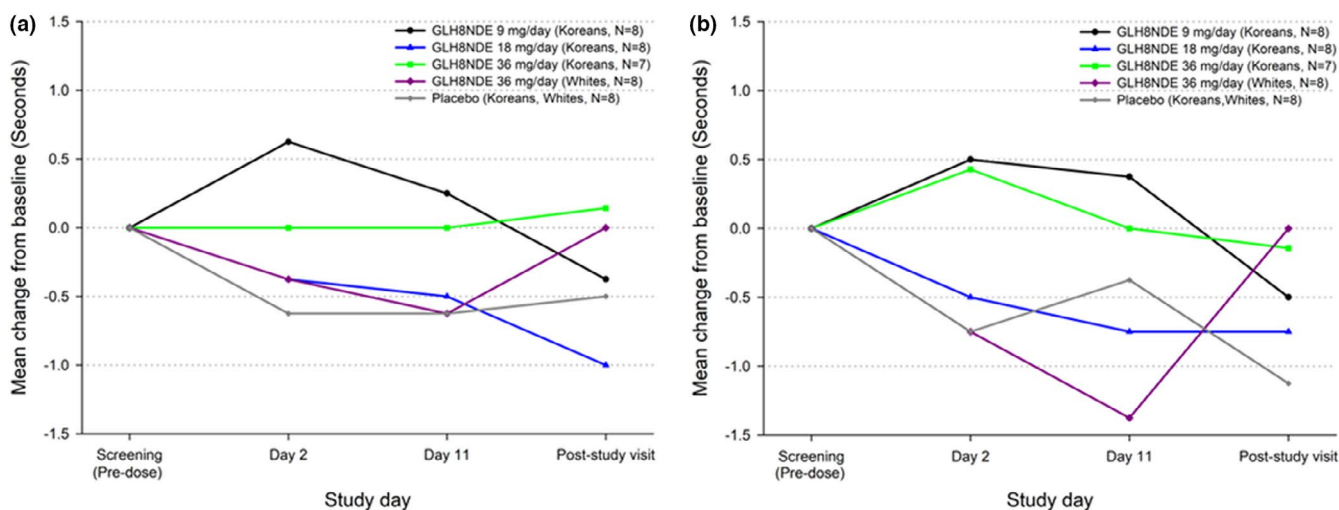 (a)
Mean change from baseline (Seconds)
1.5
1.0
0.5
0.0
-0.5
-1.0
-1.5
GLH8NDE 9 mg/day (Koreans, N=8)
GLH8NDE 18 mg/day (Koreans, N=8)
GLH8NDE 36 mg/day (Koreans, N=7)
GLH8NDE 36 mg/day (Whites, N=8)
Placebo (Koreans, Whites, N=8)
Screening
(Pre-dose)
Day 2
Day 11
Post-study visit
Study day
(b)
Mean change from baseline (Seconds)
1.5
1.0
0.5
0.0
-0.5
-1.0
-1.5
GLH8NDE 9 mg/day (Koreans, N=8)
GLH8NDE 18 mg/day (Koreans, N=8)
GLH8NDE 36 mg/day (Koreans, N=7)
GLH8NDE 36 mg/day (Whites, N=8)
Placebo (Koreans,Whites, N=8)
Screening
(Pre-dose)
Day 2
Day 11
Post-study visit
Study day